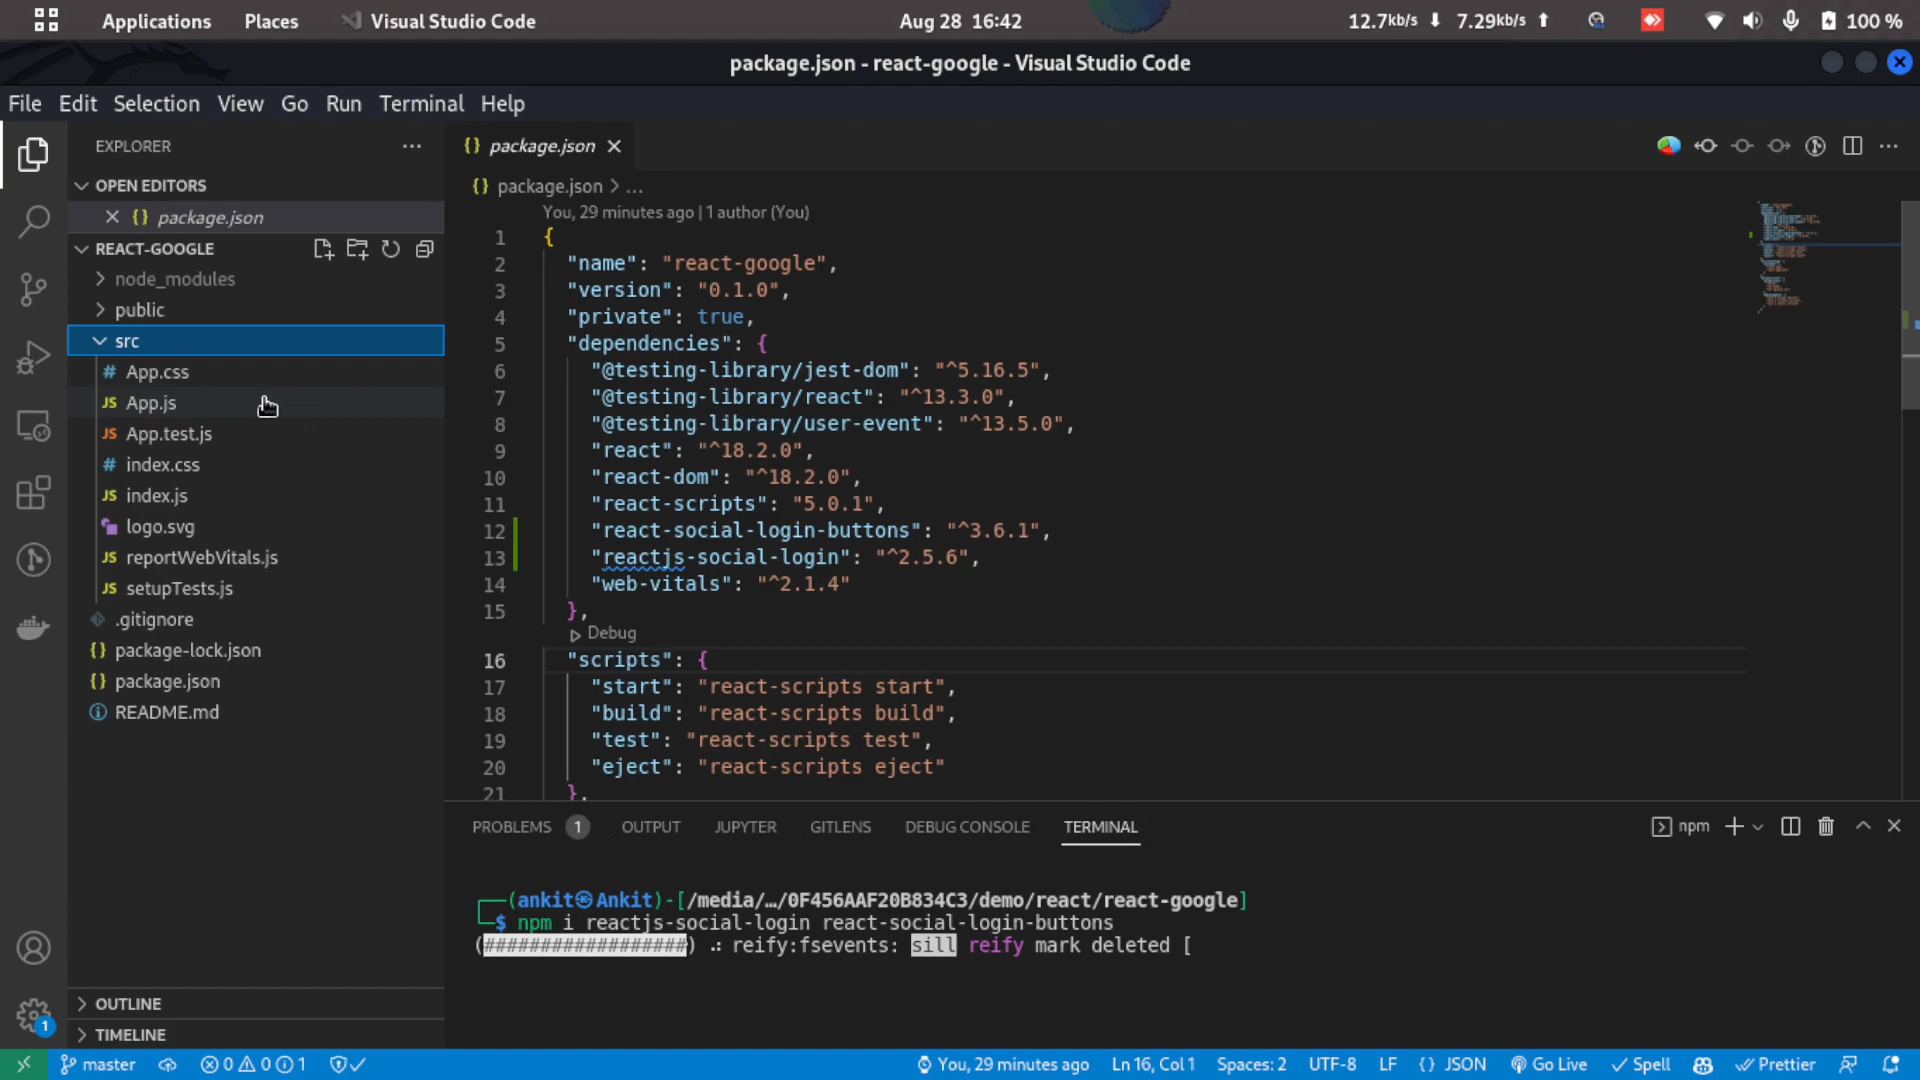 Applications Places Visual Studio Code Aug 28 16:42 12.7kb/s ⬇ 7.29kb/s ⬆ 100 %
package.json - react-google - Visual Studio Code
File Edit Selection View Go Run Terminal Help
EXPLORER
OPEN EDITORS
{} package.json
REACT-GOOGLE
node_modules
public
src
# App.css
JS App.js
JS App.test.js
# index.css
JS index.js
logo.svg
JS reportWebVitals.js
JS setupTests.js
.gitignore
{} package-lock.json
{} package.json
README.md
OUTLINE
TIMELINE
{} package.json
{} package.json > ...
You, 29 minutes ago | 1 author (You)
1 {
2 "name": "react-google",
3 "version": "0.1.0",
4 "private": true,
5 "dependencies": {
6 "@testing-library/jest-dom": "^5.16.5",
7 "@testing-library/react": "^13.3.0",
8 "@testing-library/user-event": "^13.5.0",
9 "react": "^18.2.0",
10 "react-dom": "^18.2.0",
11 "react-scripts": "5.0.1",
12 "react-social-login-buttons": "^3.6.1",
13 "reactjs-social-login": "^2.5.6",
14 "web-vitals": "^2.1.4"
15 },
Debug
16 "scripts": {
17 "start": "react-scripts start",
18 "build": "react-scripts build",
19 "test": "react-scripts test",
20 "eject": "react-scripts eject"
21 },
PROBLEMS 1 OUTPUT JUPYTER GITLENS DEBUG CONSOLE TERMINAL npm
(ankit㉿Ankit)-[/media/…/0F456AAF20B834C3/demo/react/react-google]
$ npm i reactjs-social-login react-social-login-buttons
(##################) ⠴ reify:fsevents: sill reify mark deleted [
1
master 0 0 1 You, 29 minutes ago Ln 16, Col 1 Spaces: 2 UTF-8 LF {} JSON Go Live Spell Prettier